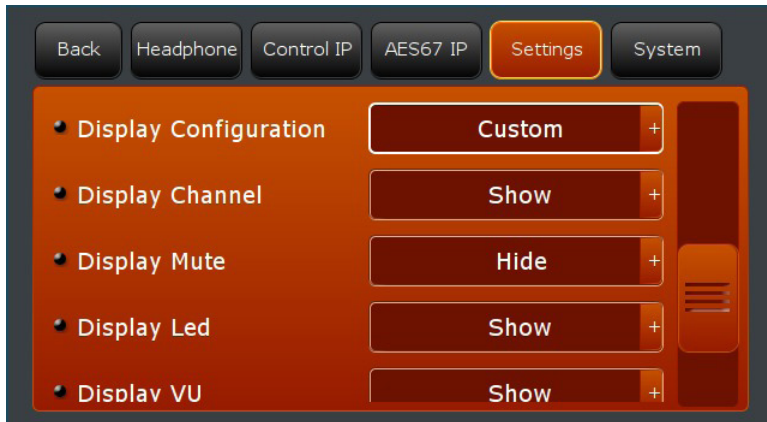 Back Headphone Control IP AES67 IP Settings System
Display Configuration Custom +
Display Channel Show +
Display Mute Hide +
Display Led Show +
Display VU Show +